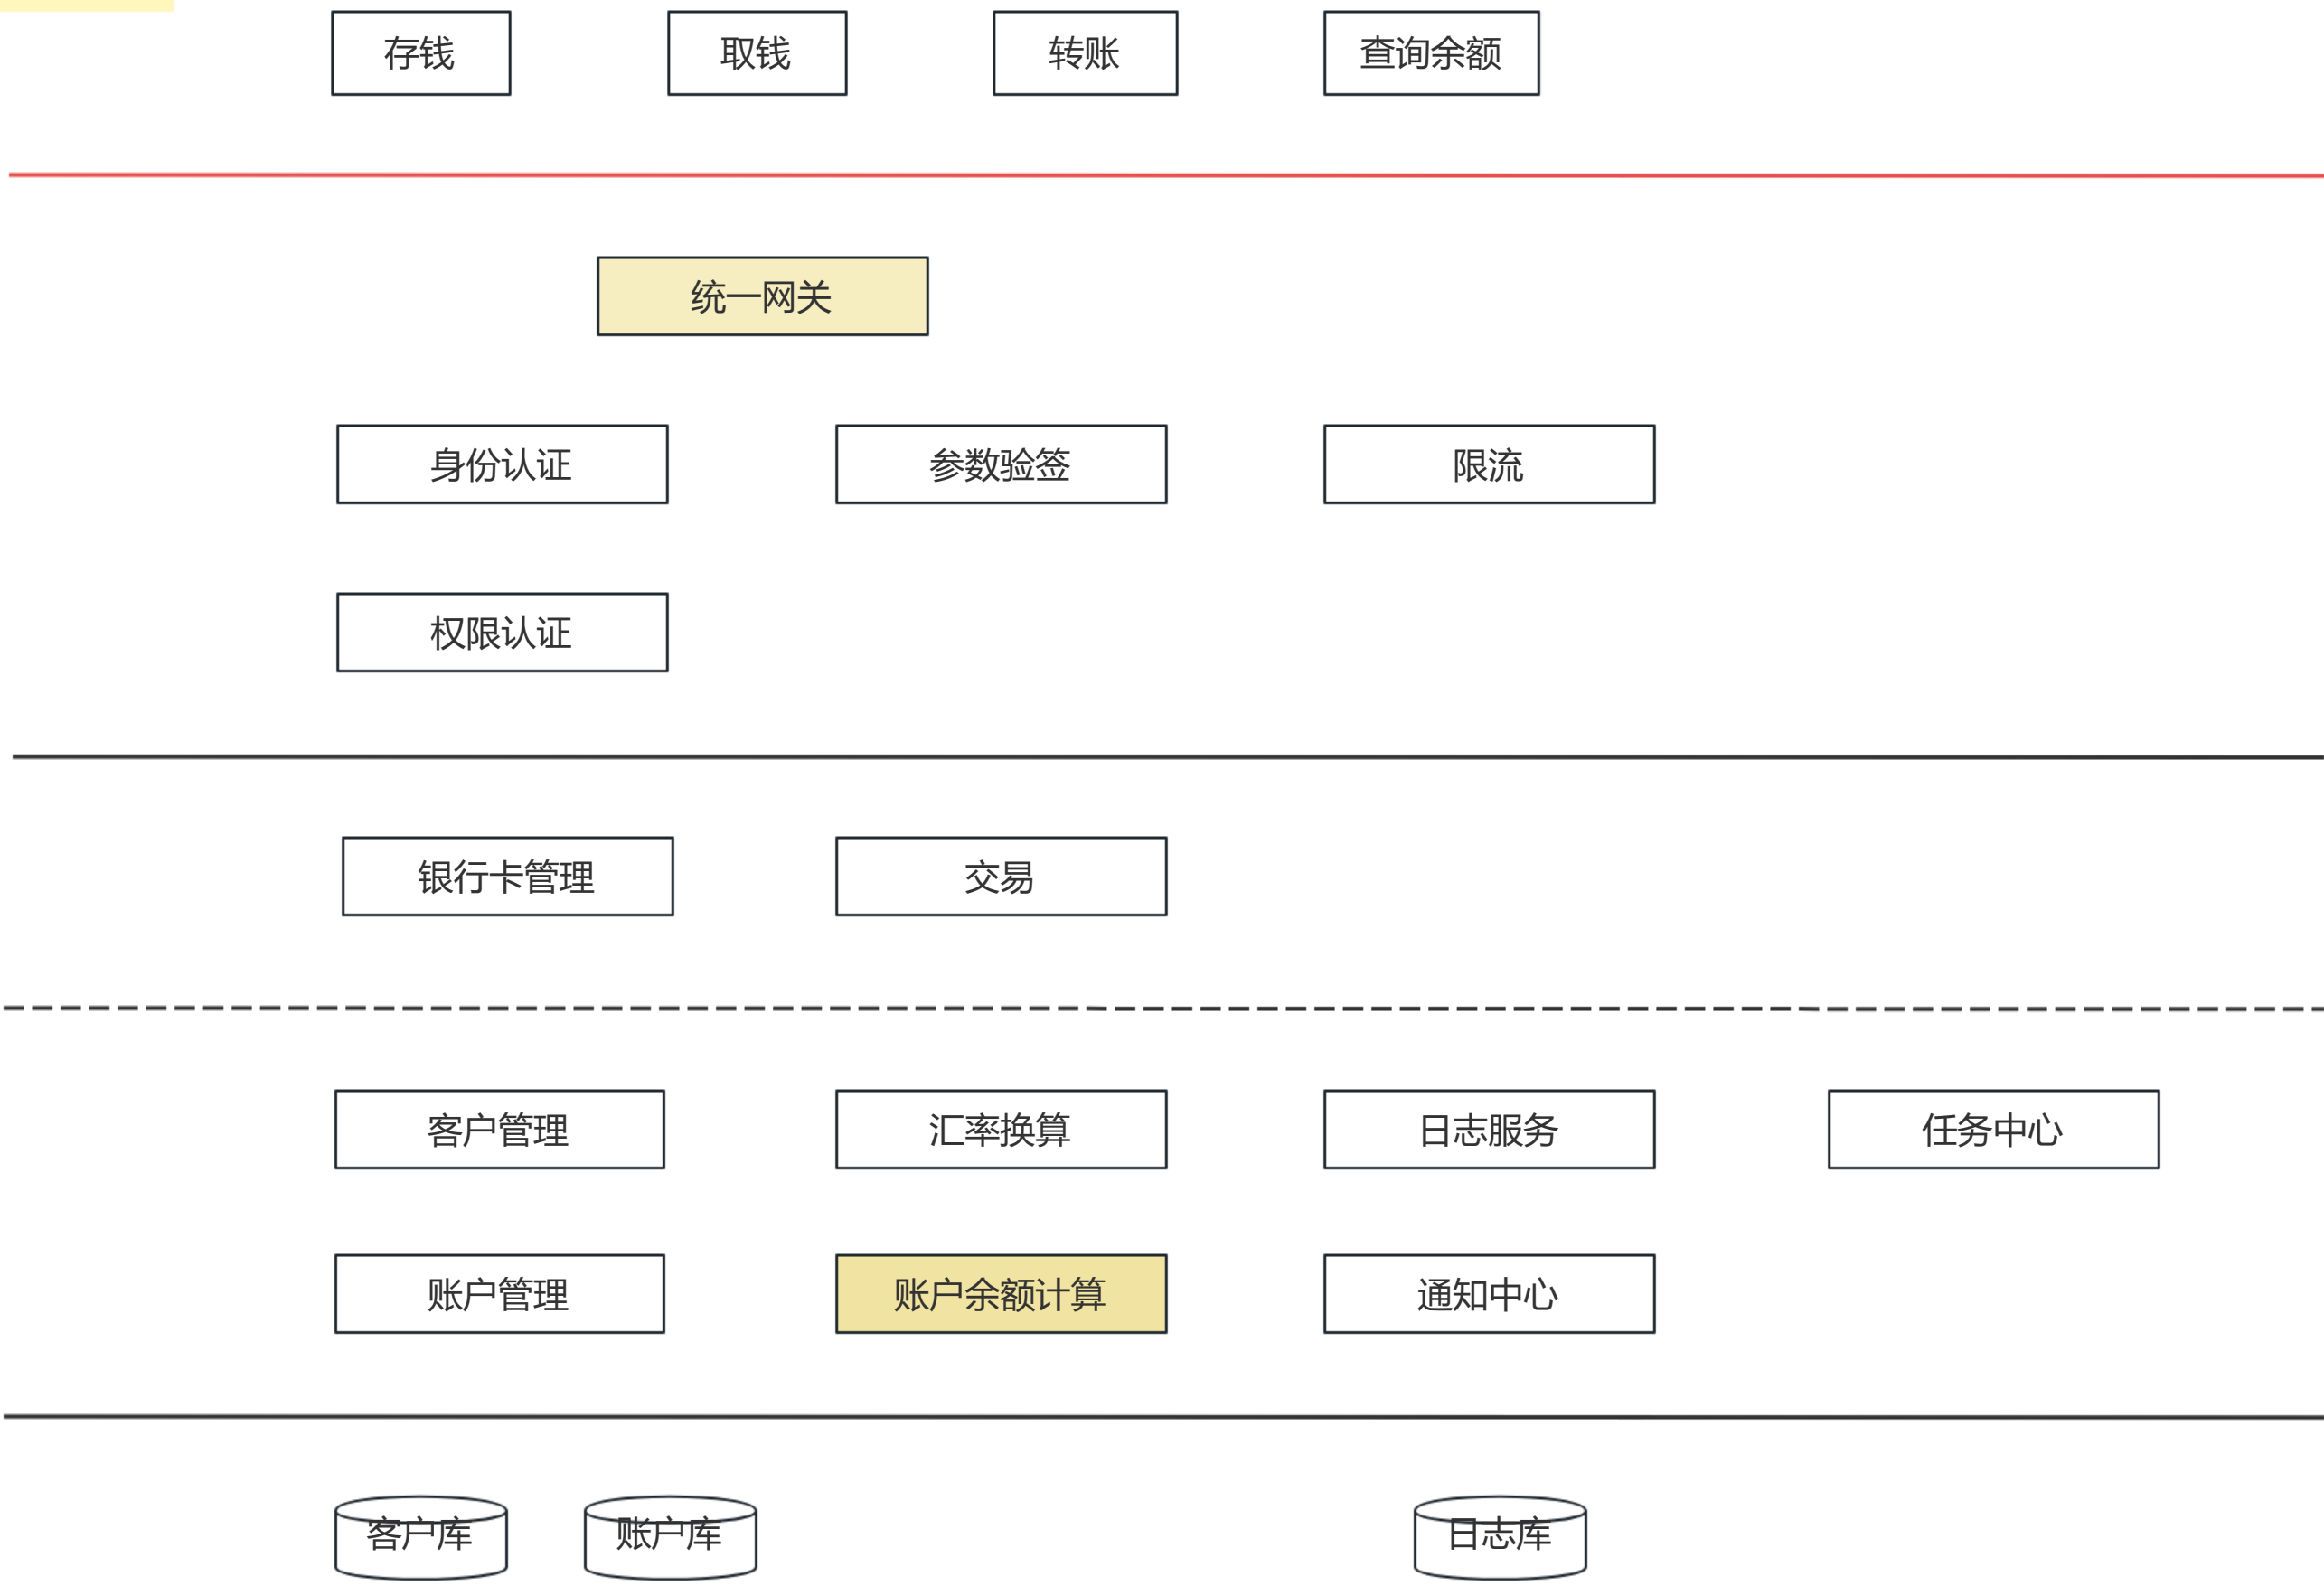 存钱
取钱
转账
查询余额
统一网关
身份认证
参数验签
限流
权限认证
银行卡管理
交易
客户管理
汇率换算
日志服务
任务中心
账户管理
账户余额计算
通知中心
客户库
账户库
日志库